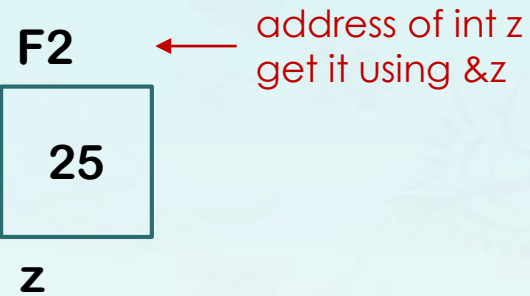 F2
address of int z
get it using &z
25
z